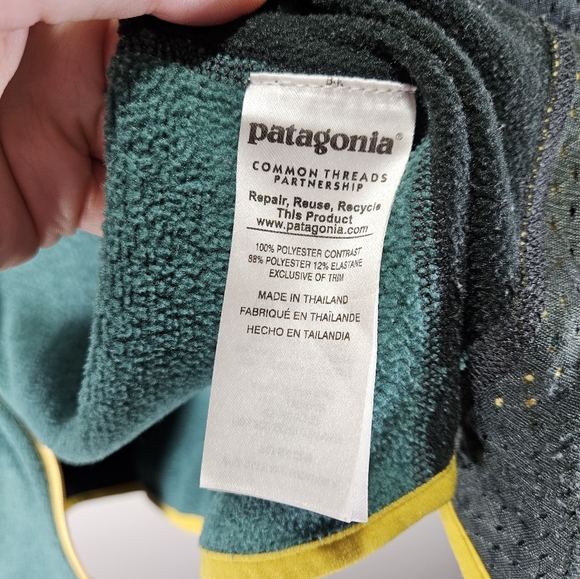 patagonia®
COMMON THREADS
PARTNERSHIP
Repair, Reuse, Recycle
This Product
www.patagonia.com
100% POLYESTER CONTRAST
88% POLYESTER 12% ELASTANE
EXCLUSIVE OF TRIM
MADE IN THAILAND
FABRIQUÉ EN THAÏLANDE
HECHO EN TAILANDIA